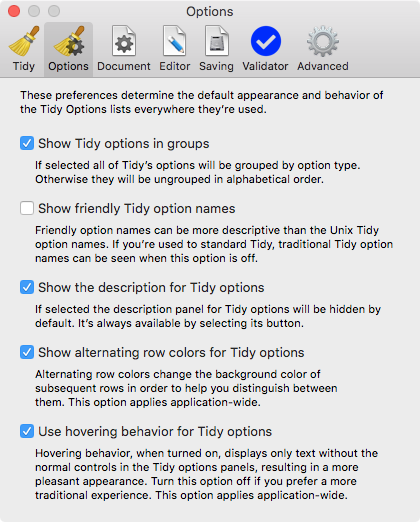 Options
Tidy Options Document Editor Saving Validator Advanced
These preferences determine the default appearance and behavior of
the Tidy Options lists everywhere they’re used.
Show Tidy options in groups
If selected all of Tidy’s options will be grouped by option type.
Otherwise they will be ungrouped in alphabetical order.
Show friendly Tidy option names
Friendly option names can be more descriptive than the Unix Tidy
option names. If you’re used to standard Tidy, traditional Tidy option
names can be seen when this option is off.
Show the description for Tidy options
If selected the description panel for Tidy options will be hidden by
default. It’s always available by selecting its button.
Show alternating row colors for Tidy options
Alternating row colors change the background color of
subsequent rows in order to help you distinguish between
them. This option applies application-wide.
Use hovering behavior for Tidy options
Hovering behavior, when turned on, displays only text without the
normal controls in the Tidy options panels, resulting in a more
pleasant appearance. Turn this option off if you prefer a more
traditional experience. This option applies application-wide.